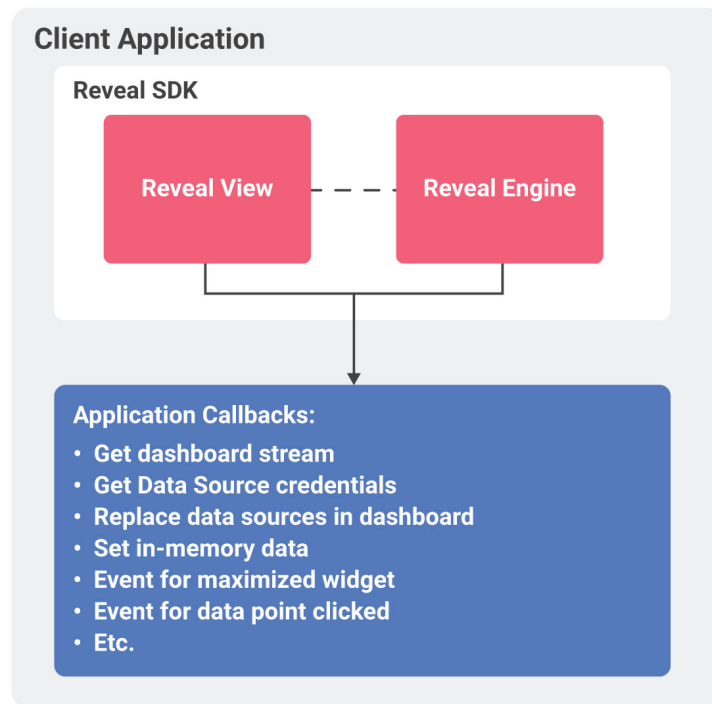 Client Application
Reveal SDK
Reveal View
Reveal Engine
Application Callbacks:
• Get dashboard stream
• Get Data Source credentials
• Replace data sources in dashboard
• Set in-memory data
• Event for maximized widget
• Event for data point clicked
• Etc.